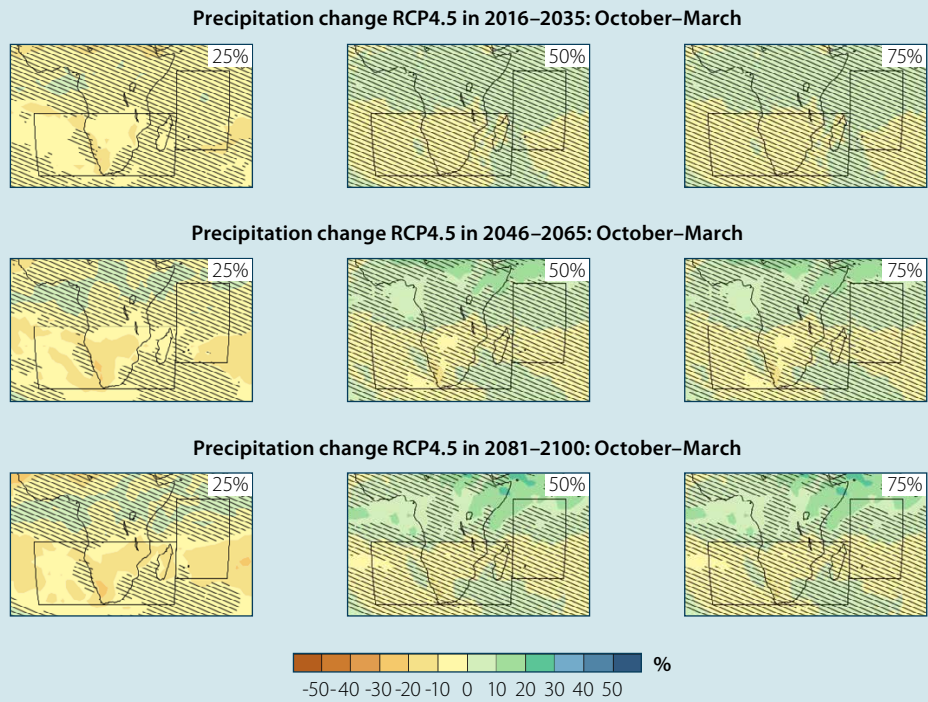 Precipitation change RCP4.5 in 2016–2035: October–March
25% 50% 75%
Precipitation change RCP4.5 in 2046–2065: October–March
25% 50% 75%
Precipitation change RCP4.5 in 2081–2100: October–March
25% 50% 75%
%
-50 -40 -30 -20 -10 0 10 20 30 40 50